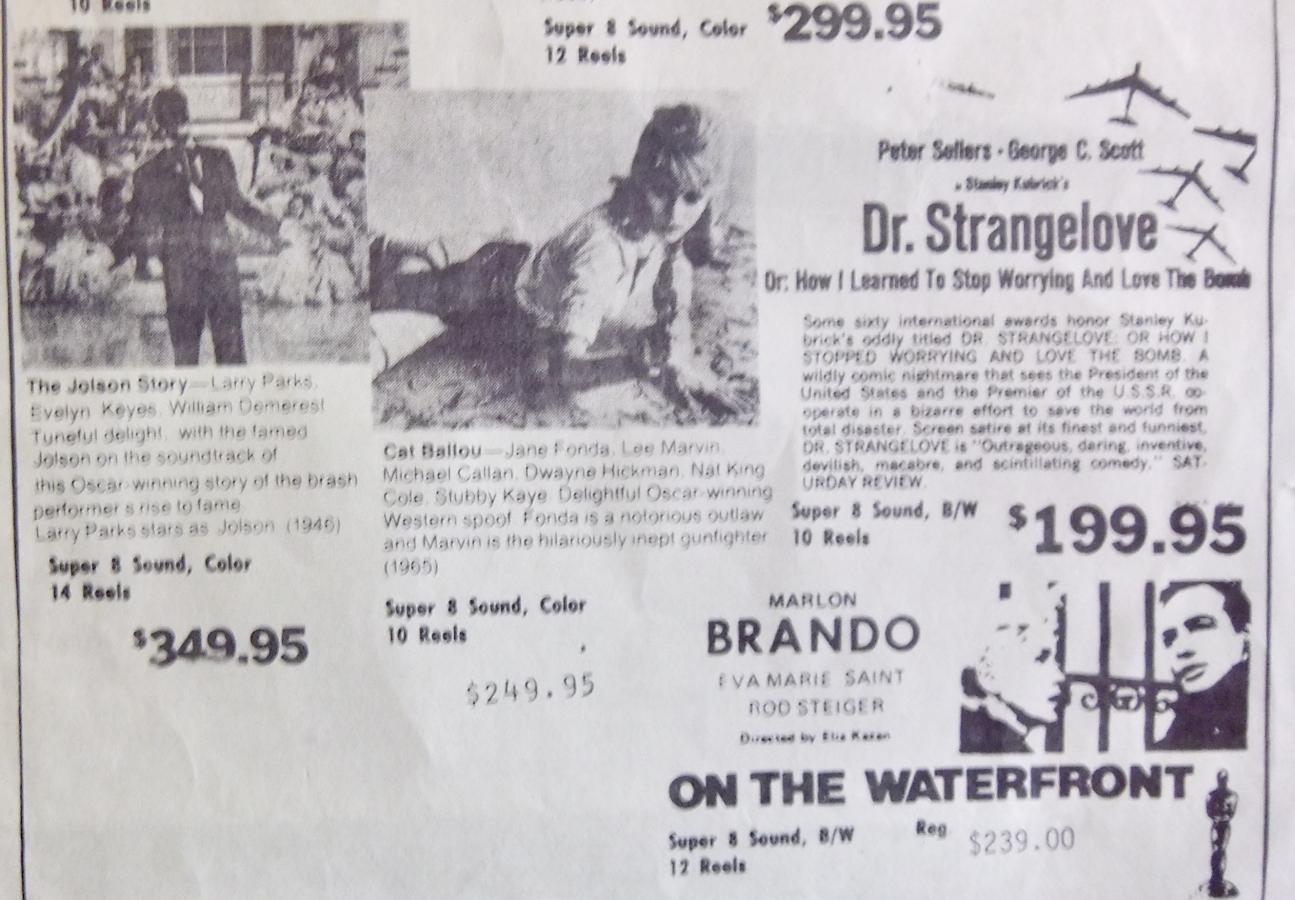 10 Reels
Super 8 Sound, Color
12 Reels
$299.95
The Jolson Story—Larry Parks,
Evelyn Keyes, William Demerest
Tuneful delight, with the famed
Jolson on the soundtrack of
this Oscar-winning story of the brash
performer s rise to fame
Larry Parks stars as Jolson (1946)
Super 8 Sound, Color
14 Reels
$349.95
Cat Ballou—Jane Fonda, Lee Marvin,
Michael Callan, Dwayne Hickman, Nat King
Cole, Stubby Kaye. Delightful Oscar-winning
Western spoof. Fonda is a notorious outlaw
and Marvin is the hilariously inept gunfighter
(1965)
Super 8 Sound, Color
10 Reels
$249.95
Peter Sellers · George C. Scott
Stanley Kubrick's
Dr. Strangelove
Or: How I Learned To Stop Worrying And Love The Bomb
Some sixty international awards honor Stanley Ku-
brick's oddly titled DR. STRANGELOVE: OR HOW I
STOPPED WORRYING AND LOVE THE BOMB. A
wildly comic nightmare that sees the President of the
United States and the Premier of the U.S.S.R. co-
operate in a bizarre effort to save the world from
total disaster. Screen satire at its finest and funniest,
DR. STRANGELOVE is "Outrageous, daring, inventive,
devilish, macabre, and scintillating comedy." SAT-
URDAY REVIEW.
Super 8 Sound, B/W
10 Reels
$199.95
MARLON
BRANDO
EVA MARIE SAINT
ROD STEIGER
Directed by Elia Kazan
ON THE WATERFRONT
Super 8 Sound, B/W
12 Reels
Reg $239.00